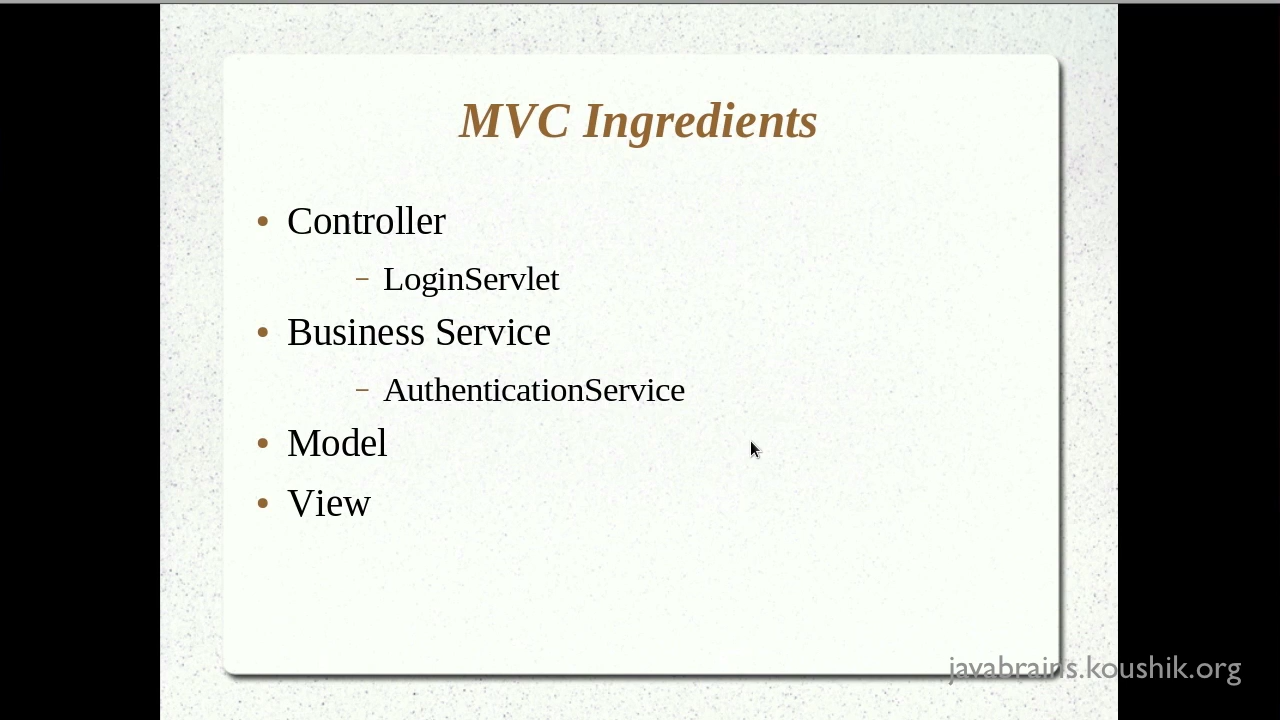 MVC Ingredients
• Controller
– LoginServlet
• Business Service
– AuthenticationService
• Model
• View
javabrains.koushik.org